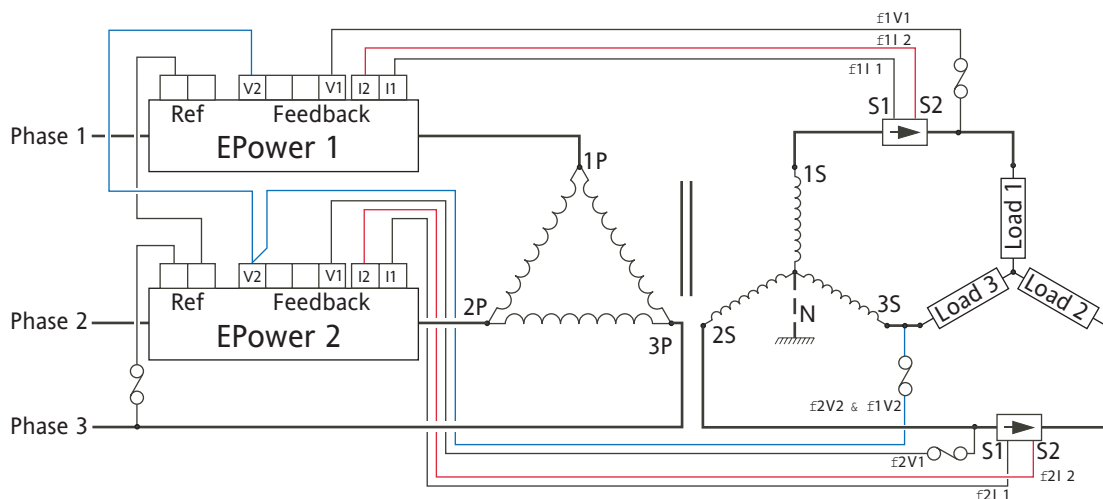 f1V1
f1I 2
f1I 1
V2 V1 I2 I1
Ref Feedback
EPower 1
Phase 1
S1 S2
1P
1S
Load 1
V2 V1 I2 I1
Ref Feedback
EPower 2
Phase 2
2P
3P
2S
N
3S
Load 3
Load 2
f2V2 & f1V2
Phase 3
f2V1
S1 S2
f2I 2
f2I 1